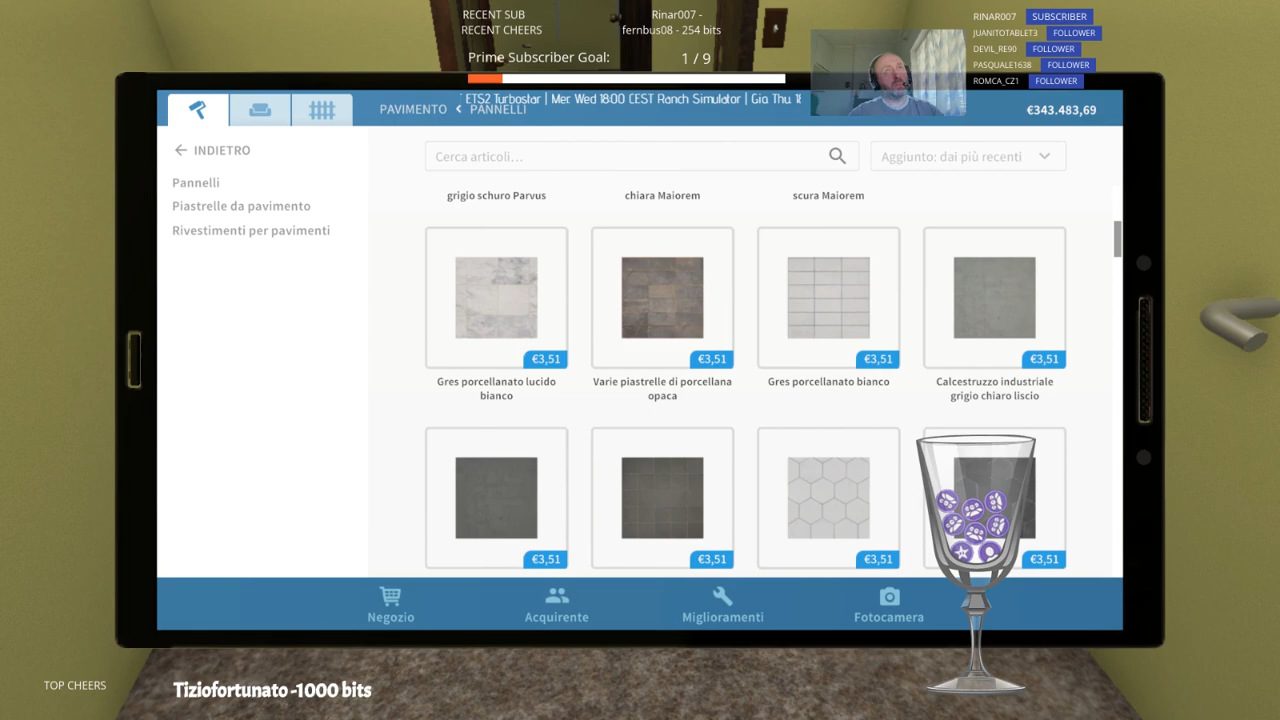 RECENT SUB
Rinar007 -
RECENT CHEERS
fernbus08 - 254 bits
Prime Subscriber Goal:
1 / 9
RINAR007 SUBSCRIBER
JUANITOTABLET3 FOLLOWER
DEVIL_RE90 FOLLOWER
PASQUALE1638 FOLLOWER
ROMCA_CZ1 FOLLOWER
ETS2 Turbostar | Mer. Wed 18:00 CEST Ranch Simulator | Gio. Thu. 18
PAVIMENTO < PANNELLI
€343.483,69
INDIETRO
Pannelli
Piastrelle da pavimento
Rivestimenti per pavimenti
Cerca articoli...
Aggiunto: dai più recenti
grigio schuro Parvus
chiara Maiorem
scura Maiorem
€3,51
€3,51
€3,51
€3,51
Gres porcellanato lucido
bianco
Varie piastrelle di porcellana
opaca
Gres porcellanato bianco
Calcestruzzo industriale
grigio chiaro liscio
€3,51
€3,51
€3,51
€3,51
Negozio
Acquirente
Miglioramenti
Fotocamera
TOP CHEERS
Tiziofortunato -1000 bits